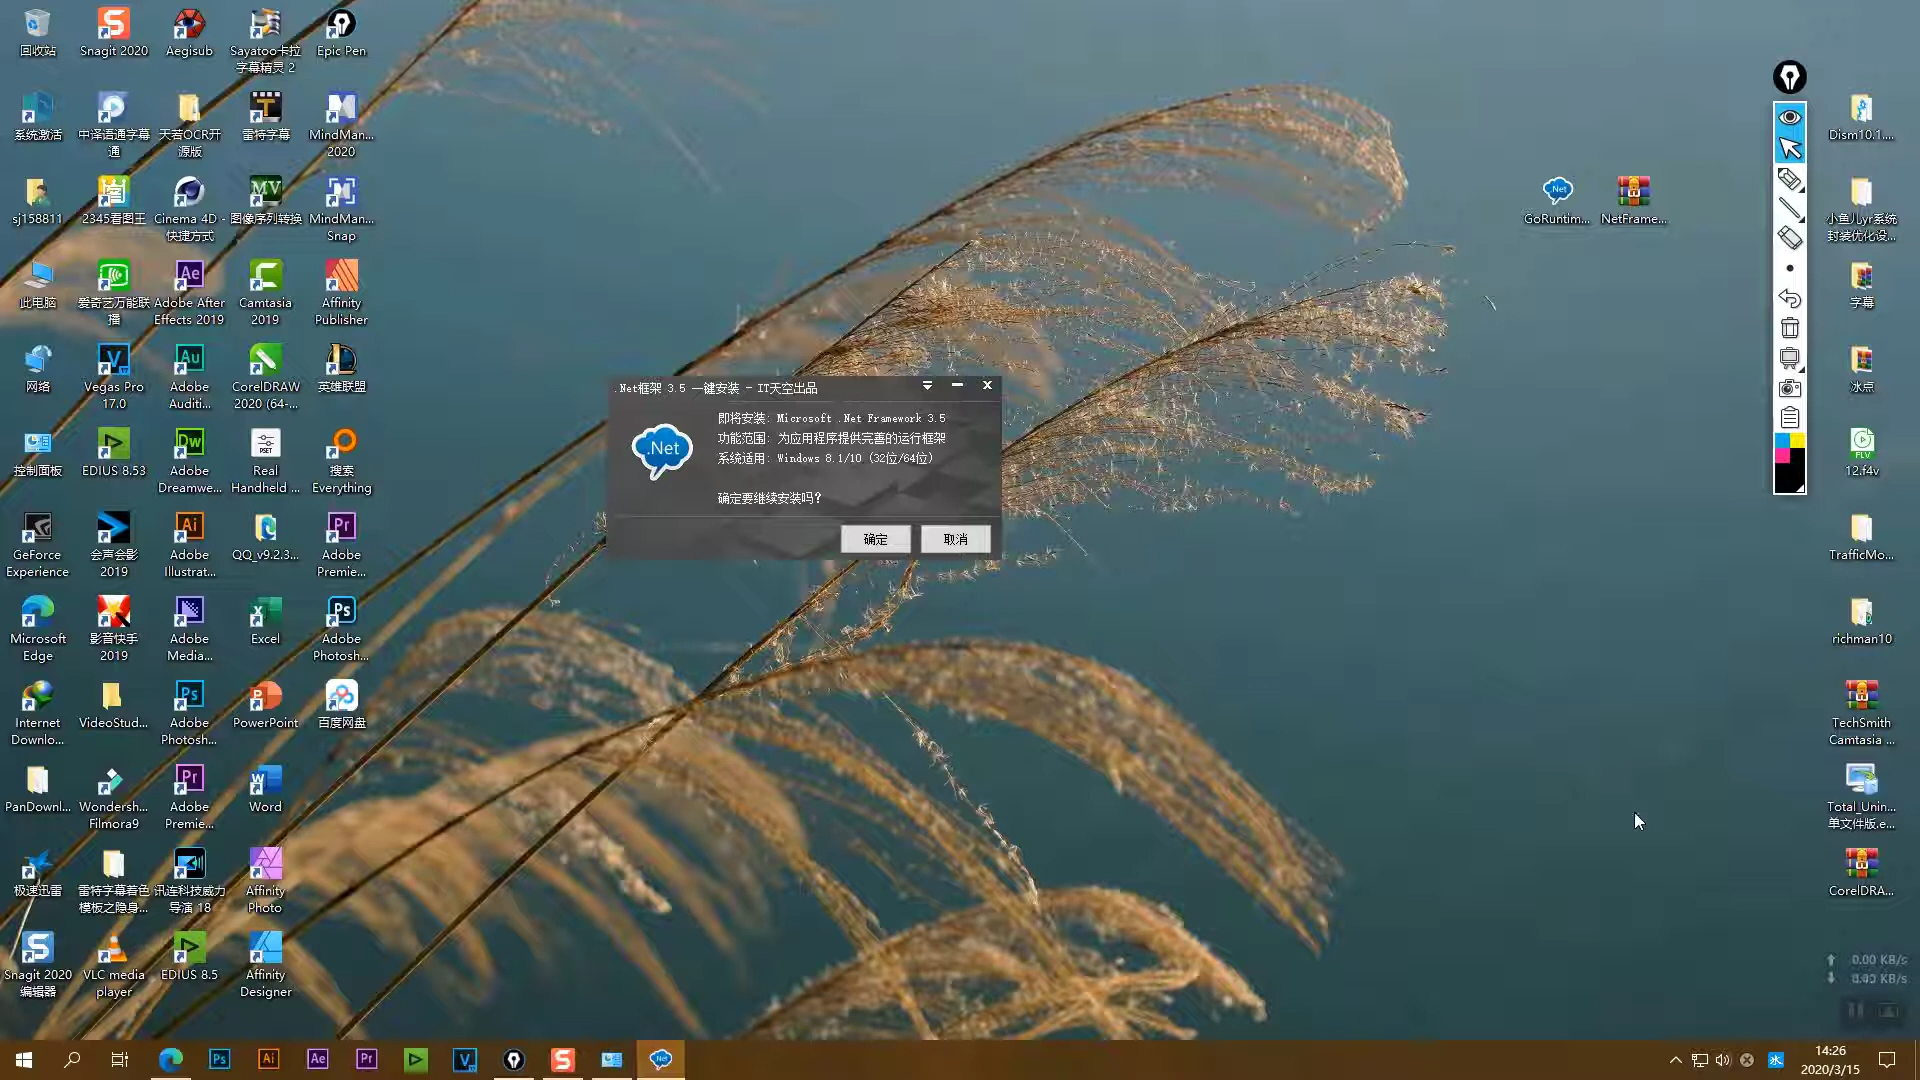 回收站
Snagit 2020
Aegisub
Sayatoo卡拉
字幕精灵 2
Epic Pen
系统激活
中译语通字幕
通
天若OCR开
源版
雷特字幕
MindMan...
2020
sj158811
2345看图王
Cinema 4D -
快捷方式
图像序列转换
MindMan...
Snap
此电脑
爱奇艺万能联
播
Adobe After
Effects 2019
Camtasia
2019
Affinity
Publisher
网络
Vegas Pro
17.0
Adobe
Auditi...
CorelDRAW
2020 (64-...
英雄联盟
控制面板
EDIUS 8.53
Adobe
Dreamwe...
Real
Handheld ...
搜索
Everything
GeForce
Experience
会声会影
2019
Adobe
Illustrat...
QQ_v9.2.3...
Adobe
Premie...
Microsoft
Edge
影音快手
2019
Adobe
Media...
Excel
Adobe
Photosh...
Internet
Downlo...
VideoStud...
Adobe
Photosh...
PowerPoint
百度网盘
PanDownl...
Wondersh...
Filmora9
Adobe
Premie...
Word
极速迅雷
雷特字幕着色
模板之隐身...
讯连科技威力
导演 18
Affinity
Photo
Snagit 2020
编辑器
VLC media
player
EDIUS 8.5
Affinity
Designer
.Net框架 3.5 一键安装 - IT天空出品
.Net
即将安装: Microsoft .Net Framework 3.5
功能范围: 为应用程序提供完善的运行框架
系统适用: Windows 8.1/10 (32位/64位)
确定要继续安装吗?
确定
取消
GoRuntim...
NetFrame...
Dism10.1....
小鱼儿yr系统
封装优化设...
字幕
冰点
12.f4v
TrafficMo...
richman10
TechSmith
Camtasia ...
Total_Unin...
单文件版.e...
CorelDRA...
0.00 KB/s
14:26
2020/3/15